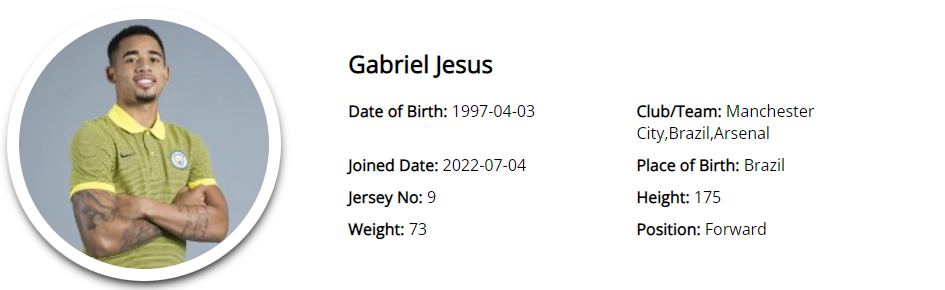 Gabriel Jesus
Date of Birth: 1997-04-03
Club/Team: Manchester
City,Brazil,Arsenal
Joined Date: 2022-07-04
Place of Birth: Brazil
Jersey No: 9
Height: 175
Weight: 73
Position: Forward